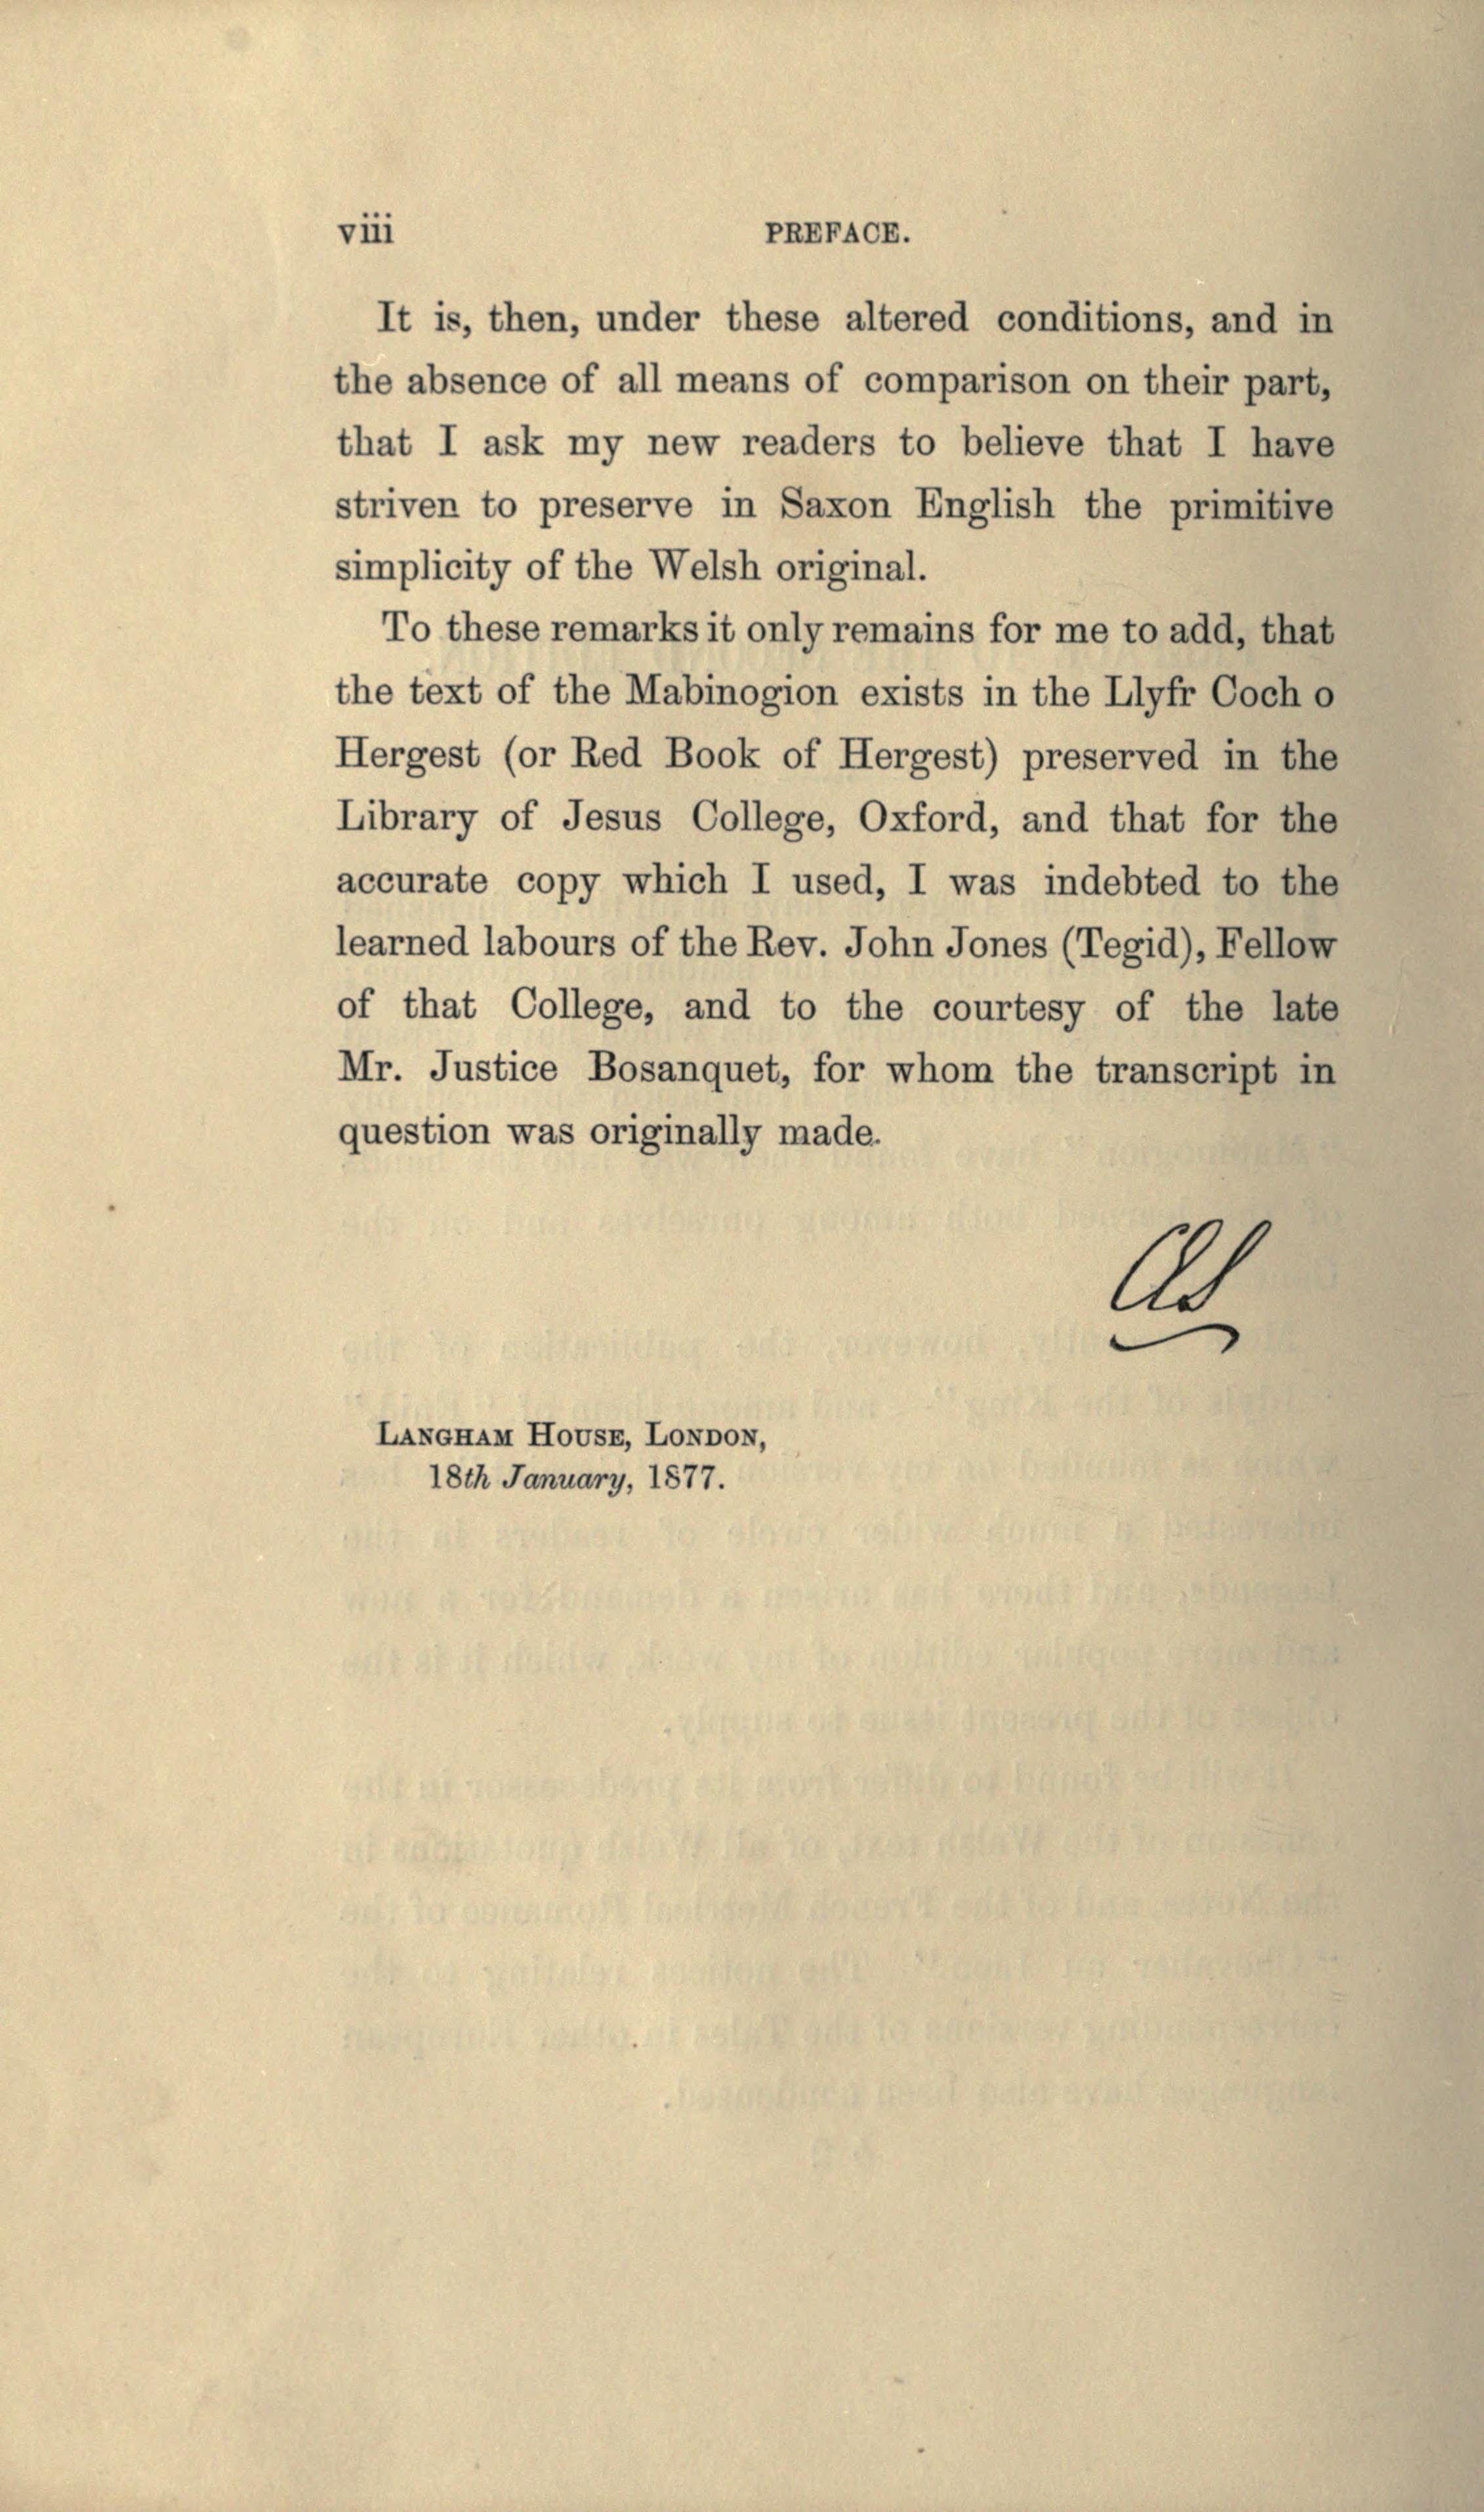 viii PREFACE.
It is, then, under these altered conditions, and in
the absence of all means of comparison on their part,
that I ask my new readers to believe that I have
striven to preserve in Saxon English the primitive
simplicity of the Welsh original.
To these remarks it only remains for me to add, that
the text of the Mabinogion exists in the Llyfr Coch o
Hergest (or Red Book of Hergest) preserved in the
Library of Jesus College, Oxford, and that for the
accurate copy which I used, I was indebted to the
learned labours of the Rev. John Jones (Tegid), Fellow
of that College, and to the courtesy of the late
Mr. Justice Bosanquet, for whom the transcript in
question was originally made.
LANGHAM HOUSE, LONDON,
18th January, 1877.